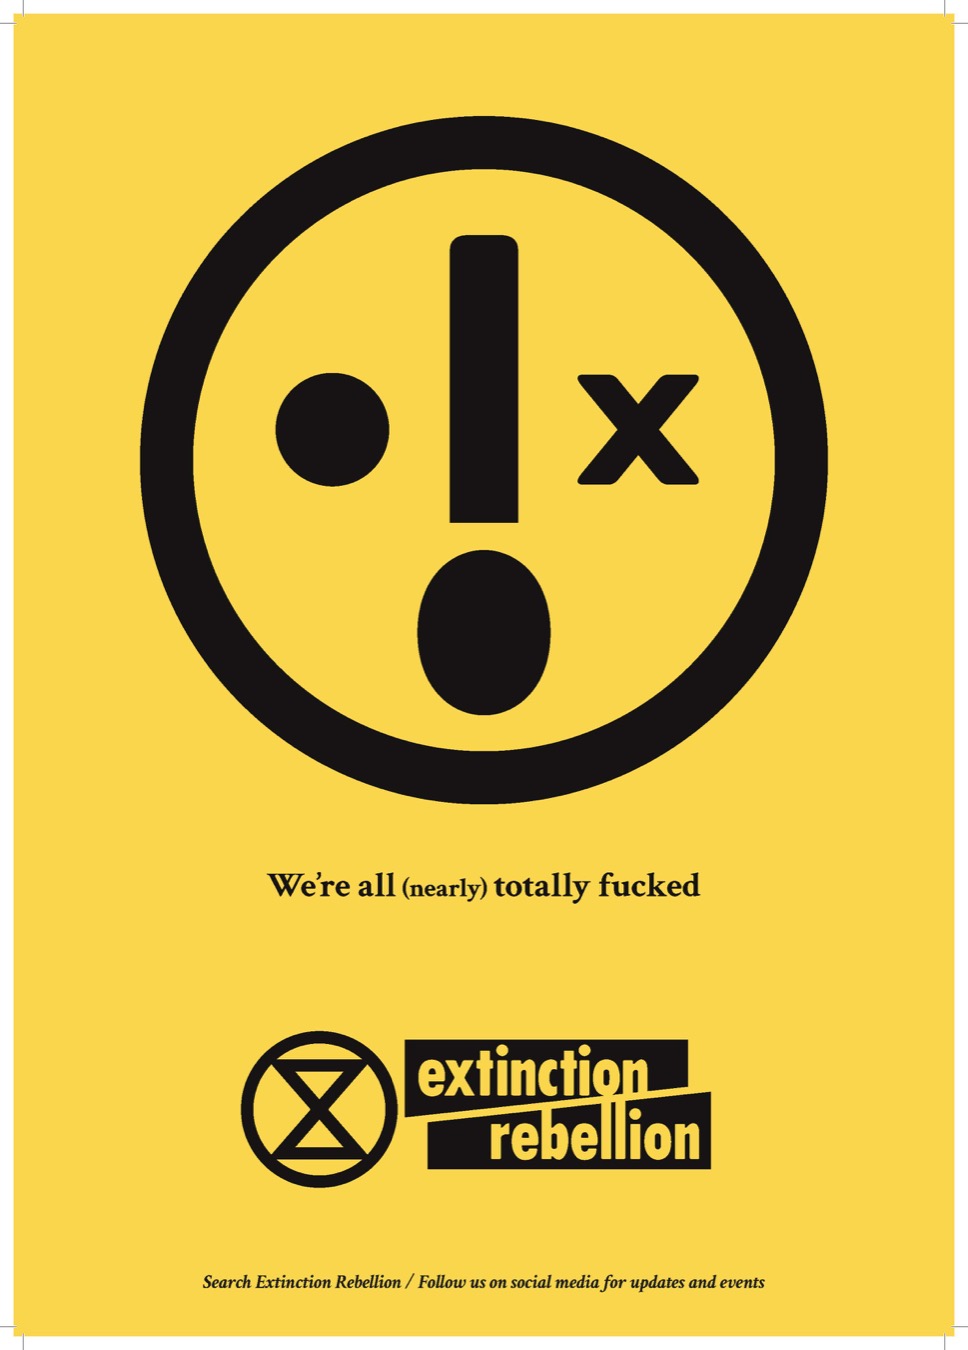 We're all (nearly) totally fucked
extinction
rebellion
Search Extinction Rebellion / Follow us on social media for updates and events